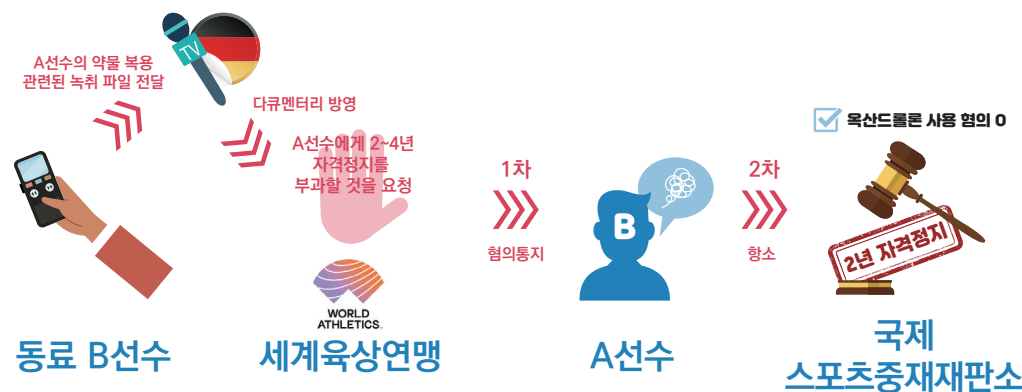 A선수의 약물 복용
관련된 녹취 파일 전달
TV
다큐멘터리 방영
A선수에게 2~4년
자격정지를
부과할 것을 요청
WORLD
ATHLETICS
동료 B선수
세계육상연맹
1차
혐의통지
B
A선수
2차
항소
옥산드롤론 사용 혐의 O
2년 자격정지
국제
스포츠중재재판소